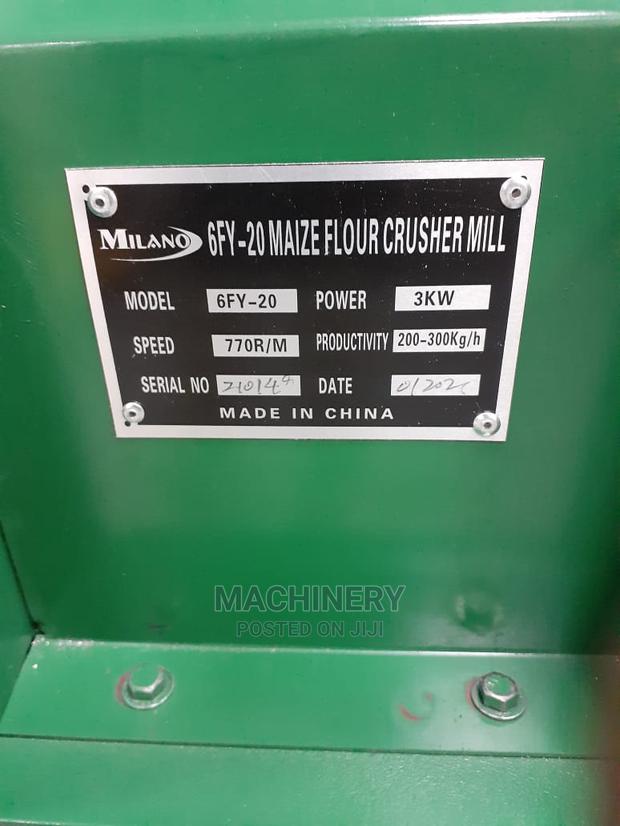 MILANO 6FY-20 MAIZE FLOUR CRUSHER MILL
MODEL 6FY-20 POWER 3KW
SPEED 770R/M PRODUCTIVITY 200-300Kg/h
SERIAL NO DATE
MADE IN CHINA
MACHINERY
POSTED ON JIJI